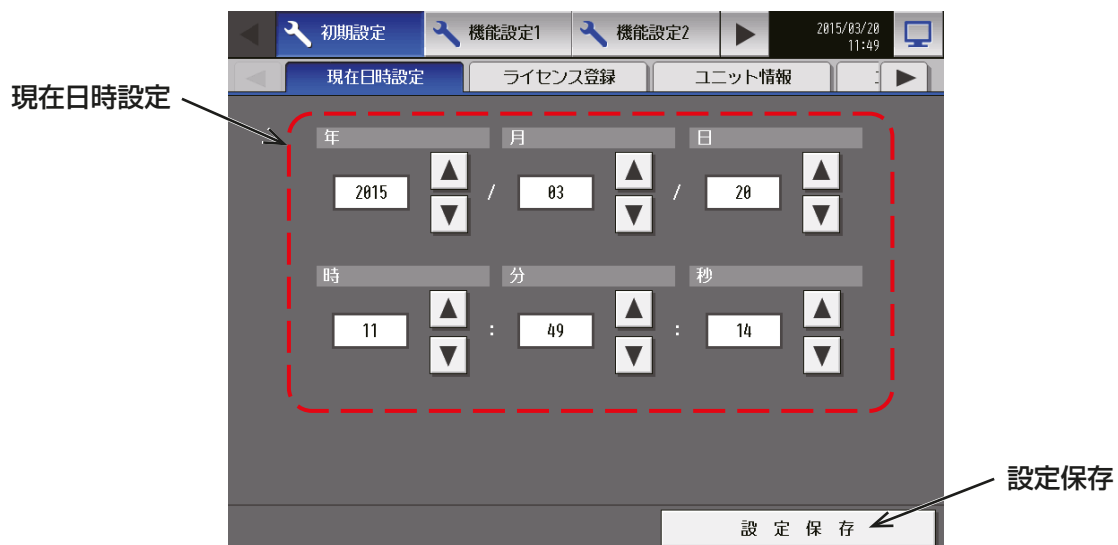 初期設定 機能設定1 機能設定2 2015/03/20
11:49
現在日時設定 ライセンス登録 ユニット情報
現在日時設定
年 月 日
2015 / 03 / 20
時 分 秒
11 : 49 : 14
設定保存
設定保存